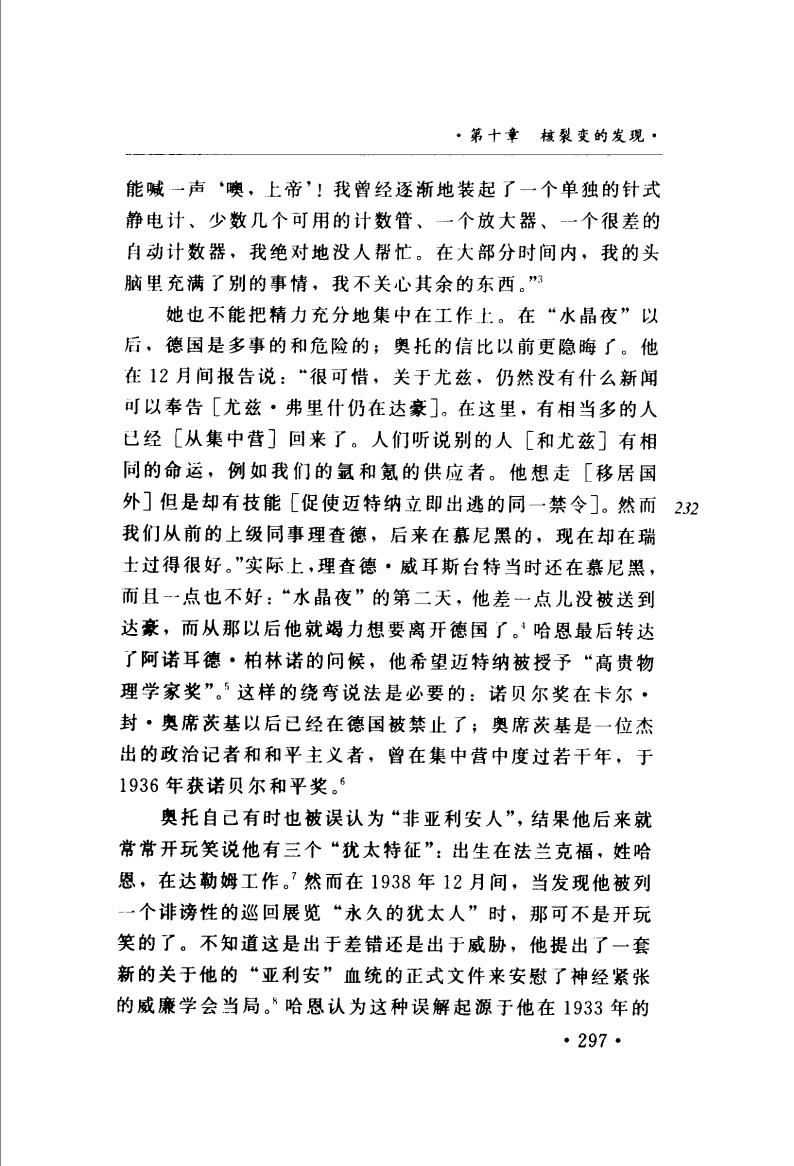 ·第十章 核裂变的发现·
能喊一声‘噢，上帝’！我曾经逐渐地装起了一个单独的针式
静电计、少数几个可用的计数管、一个放大器、一个很差的
自动计数器，我绝对地没人帮忙。在大部分时间内，我的头
脑里充满了别的事情，我不关心其余的东西。”3
她也不能把精力充分地集中在工作上。在“水晶夜”以
后，德国是多事的和危险的；奥托的信比以前更隐晦了。他
在12月间报告说：“很可惜，关于尤兹，仍然没有什么新闻
可以奉告［尤兹·弗里什仍在达豪］。在这里，有相当多的人
已经［从集中营］回来了。人们听说别的人［和尤兹］有相
同的命运，例如我们的氩和氪的供应者。他想走［移居国
外］但是却有技能［促使迈特纳立即出逃的同一禁令］。然而
232
我们从前的上级同事理查德，后来在慕尼黑的，现在却在瑞
士过得很好。”实际上，理查德·威耳斯台特当时还在慕尼黑，
而且一点也不好：“水晶夜”的第二天，他差一点儿没被送到
达豪，而从那以后他就竭力想要离开德国了。4 哈恩最后转达
了阿诺耳德·柏林诺的问候，他希望迈特纳被授予“高贵物
理学家奖”。5 这样的绕弯说法是必要的：诺贝尔奖在卡尔·
封·奥席茨基以后已经在德国被禁止了；奥席茨基是一位杰
出的政治记者和和平主义者，曾在集中营中度过若干年，于
1936年获诺贝尔和平奖。6
奥托自己有时也被误认为“非亚利安人”，结果他后来就
常常开玩笑说他有三个“犹太特征”：出生在法兰克福，姓哈
恩，在达勒姆工作。7 然而在1938年12月间，当发现他被列
一个诽谤性的巡回展览“永久的犹太人”时，那可不是开玩
笑的了。不知道这是出于差错还是出于威胁，他提出了一套
新的关于他的“亚利安”血统的正式文件来安慰了神经紧张
的威廉学会当局。8 哈恩认为这种误解起源于他在1933年的
·297·